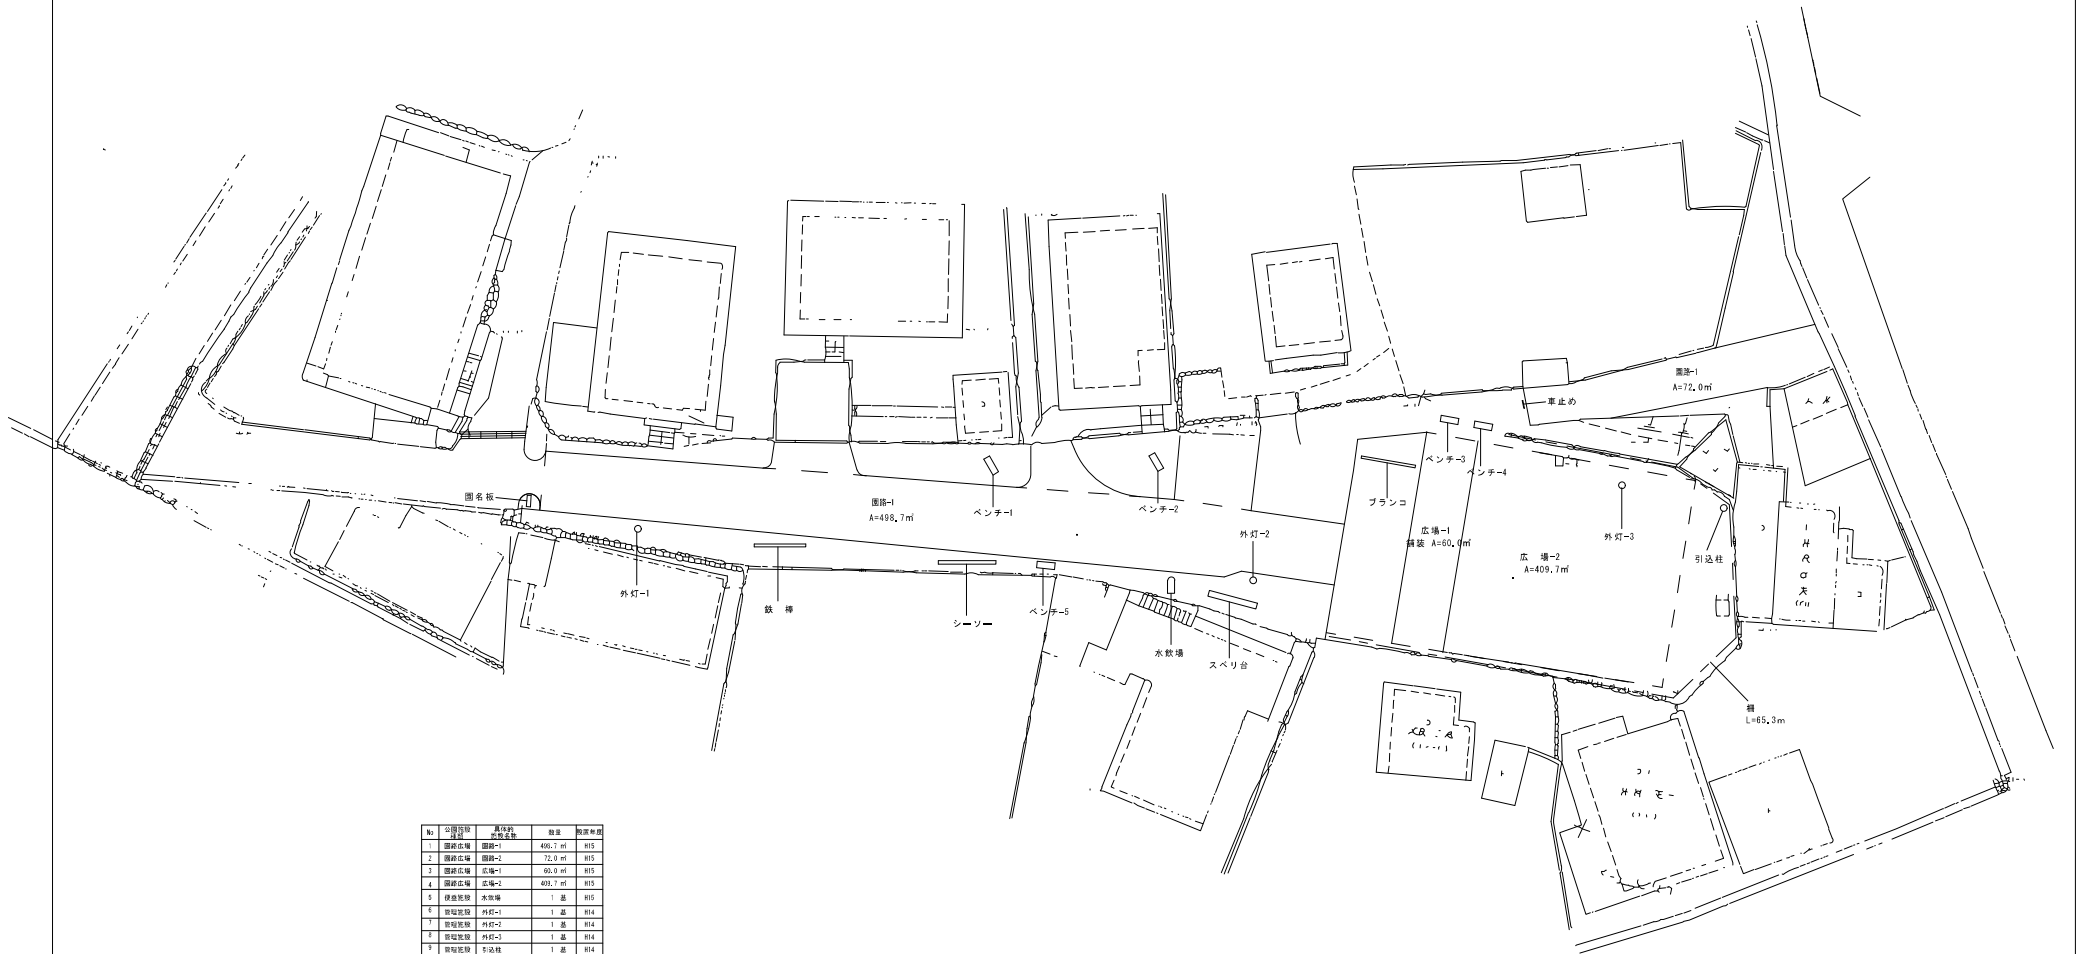 園路-1
A=72.0㎡
車止め
ベンチ-3
ベンチ-4
ブランコ
園名板
園路-1
A=498.7㎡
ベンチ-1
ベンチ-2
外灯-2
広場-1
舗装 A=60.0㎡
広 場-2
A=409.7㎡
外灯-3
引込柱
外灯-1
鉄 棒
シーソー
ベンチ-5
水飲場
スベリ台
柵
L=65.3m
No 公園施設種類 具体的施設名称 数量 設置年度
1 園路広場 園路-1 498.7 ㎡ H15
2 園路広場 園路-2 72.0 ㎡ H15
3 園路広場 広場-1 60.0 ㎡ H15
4 園路広場 広場-2 409.7 ㎡ H15
5 便益施設 水飲場 1 基 H15
6 管理施設 外灯-1 1 基 H14
7 管理施設 外灯-2 1 基 H14
8 管理施設 外灯-3 1 基 H14
9 管理施設 引込柱 1 基 H14